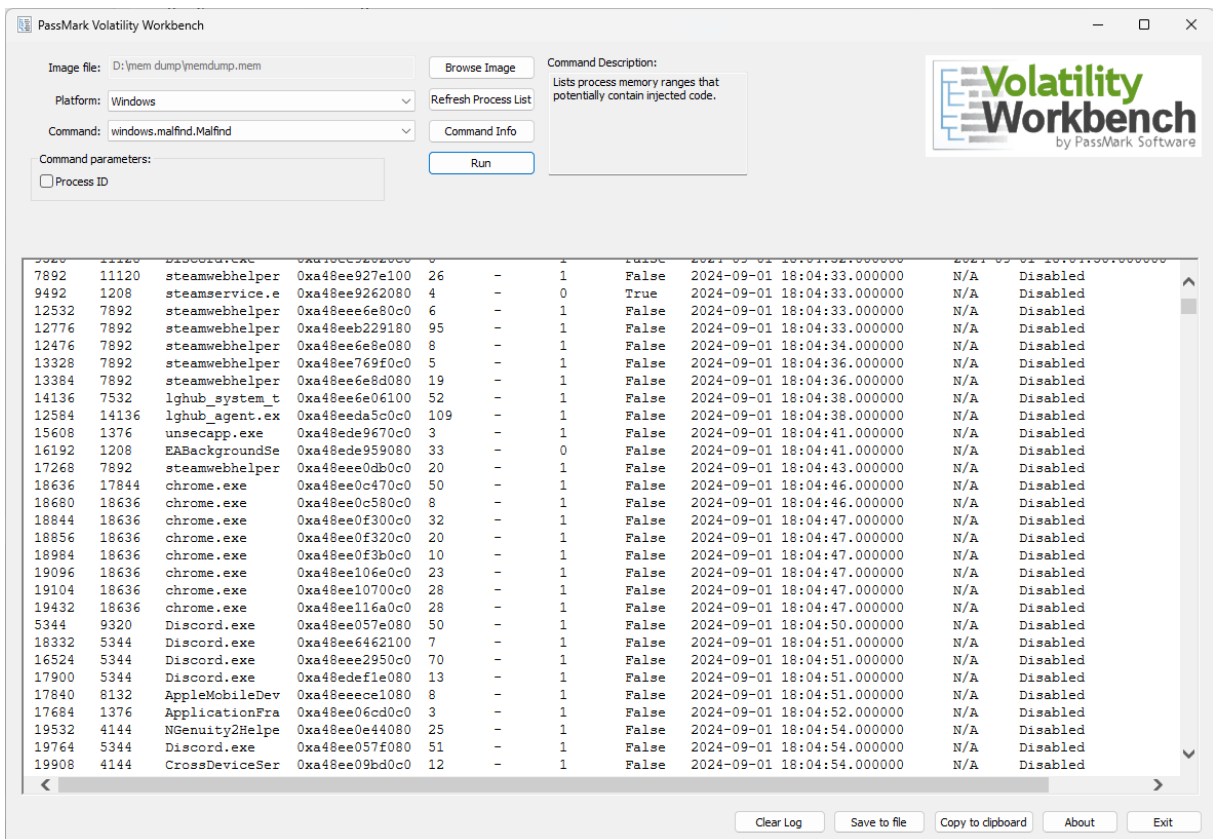 PassMark Volatility Workbench
Image file: D:\mem dump\memdump.mem Browse Image
Platform: Windows Refresh Process List
Command: windows.malfind.Malfind Command Info
Command parameters: Run
Process ID
Command Description:
Lists process memory ranges that
potentially contain injected code.
Volatility
Workbench
by PassMark Software
7892 11120 steamwebhelper 0xa48ee927e100 26 - 1 False 2024-09-01 18:04:33.000000 N/A Disabled
9492 1208 steamservice.e 0xa48ee9262080 4 - 0 True 2024-09-01 18:04:33.000000 N/A Disabled
12532 7892 steamwebhelper 0xa48eee6e80c0 6 - 1 False 2024-09-01 18:04:33.000000 N/A Disabled
12776 7892 steamwebhelper 0xa48eeb229180 95 - 1 False 2024-09-01 18:04:33.000000 N/A Disabled
12476 7892 steamwebhelper 0xa48ee6e8e080 8 - 1 False 2024-09-01 18:04:34.000000 N/A Disabled
13328 7892 steamwebhelper 0xa48ee769f0c0 5 - 1 False 2024-09-01 18:04:36.000000 N/A Disabled
13384 7892 steamwebhelper 0xa48ee6e8d080 19 - 1 False 2024-09-01 18:04:36.000000 N/A Disabled
14136 7532 lghub_system_t 0xa48ee6e06100 52 - 1 False 2024-09-01 18:04:38.000000 N/A Disabled
12584 14136 lghub_agent.ex 0xa48eeda5c0c0 109 - 1 False 2024-09-01 18:04:38.000000 N/A Disabled
15608 1376 unsecapp.exe 0xa48ede9670c0 3 - 1 False 2024-09-01 18:04:41.000000 N/A Disabled
16192 1208 EABackgroundSe 0xa48ede959080 33 - 0 False 2024-09-01 18:04:41.000000 N/A Disabled
17268 7892 steamwebhelper 0xa48eee0db0c0 20 - 1 False 2024-09-01 18:04:43.000000 N/A Disabled
18636 17844 chrome.exe 0xa48ee0c470c0 50 - 1 False 2024-09-01 18:04:46.000000 N/A Disabled
18680 18636 chrome.exe 0xa48ee0c580c0 8 - 1 False 2024-09-01 18:04:46.000000 N/A Disabled
18844 18636 chrome.exe 0xa48ee0f300c0 32 - 1 False 2024-09-01 18:04:47.000000 N/A Disabled
18856 18636 chrome.exe 0xa48ee0f320c0 20 - 1 False 2024-09-01 18:04:47.000000 N/A Disabled
18984 18636 chrome.exe 0xa48ee0f3b0c0 10 - 1 False 2024-09-01 18:04:47.000000 N/A Disabled
19096 18636 chrome.exe 0xa48ee106e0c0 23 - 1 False 2024-09-01 18:04:47.000000 N/A Disabled
19104 18636 chrome.exe 0xa48ee10700c0 28 - 1 False 2024-09-01 18:04:47.000000 N/A Disabled
19432 18636 chrome.exe 0xa48ee116a0c0 28 - 1 False 2024-09-01 18:04:47.000000 N/A Disabled
5344 9320 Discord.exe 0xa48ee057e080 50 - 1 False 2024-09-01 18:04:50.000000 N/A Disabled
18332 5344 Discord.exe 0xa48ee6462100 7 - 1 False 2024-09-01 18:04:51.000000 N/A Disabled
16524 5344 Discord.exe 0xa48eee2950c0 70 - 1 False 2024-09-01 18:04:51.000000 N/A Disabled
17900 5344 Discord.exe 0xa48edef1e080 13 - 1 False 2024-09-01 18:04:51.000000 N/A Disabled
17840 8132 AppleMobileDev 0xa48eeece1080 8 - 1 False 2024-09-01 18:04:51.000000 N/A Disabled
17684 1376 ApplicationFra 0xa48ee06cd0c0 3 - 1 False 2024-09-01 18:04:52.000000 N/A Disabled
19532 4144 NGenuity2Helpe 0xa48ee0e44080 25 - 1 False 2024-09-01 18:04:54.000000 N/A Disabled
19764 5344 Discord.exe 0xa48ee057f080 51 - 1 False 2024-09-01 18:04:54.000000 N/A Disabled
19908 4144 CrossDeviceSer 0xa48ee09bd0c0 12 - 1 False 2024-09-01 18:04:54.000000 N/A Disabled
Clear Log Save to file Copy to clipboard About Exit